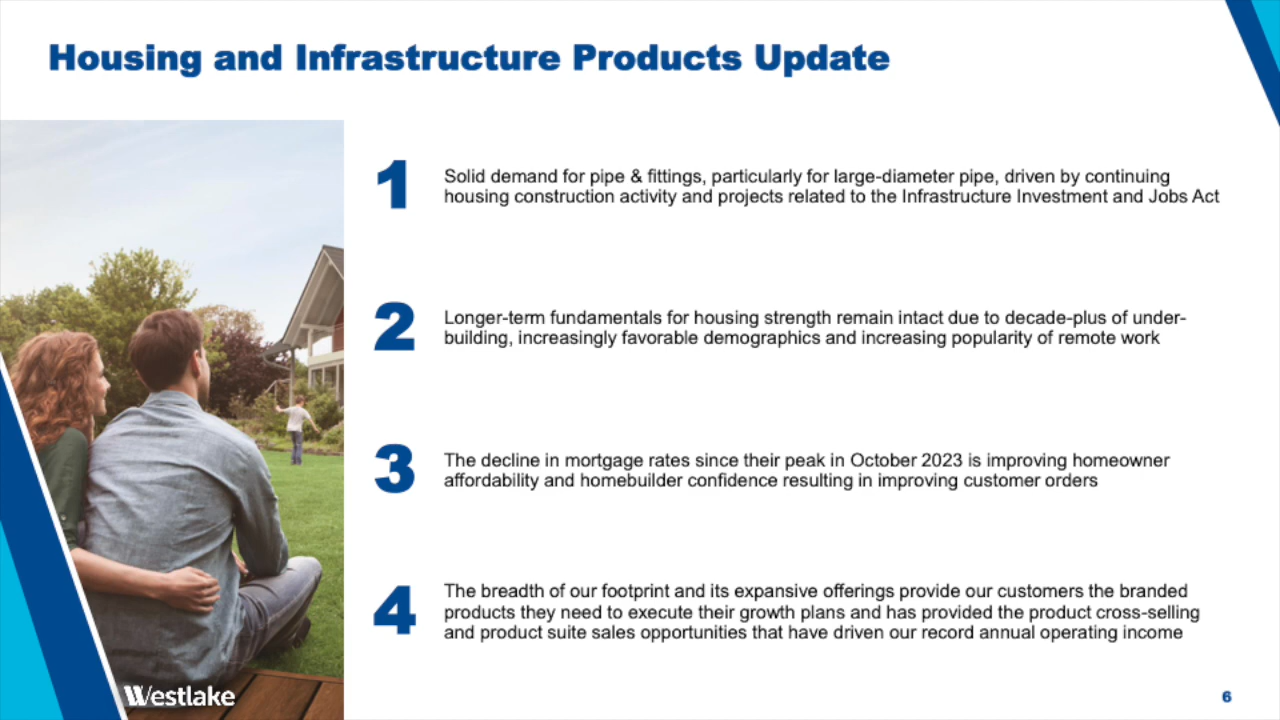 Housing and Infrastructure Products Update
1
Solid demand for pipe & fittings, particularly for large-diameter pipe, driven by continuing
housing construction activity and projects related to the Infrastructure Investment and Jobs Act
2
Longer-term fundamentals for housing strength remain intact due to decade-plus of under-
building, increasingly favorable demographics and increasing popularity of remote work
3
The decline in mortgage rates since their peak in October 2023 is improving homeowner
affordability and homebuilder confidence resulting in improving customer orders
4
The breadth of our footprint and its expansive offerings provide our customers the branded
products they need to execute their growth plans and has provided the product cross-selling
and product suite sales opportunities that have driven our record annual operating income
Westlake
6